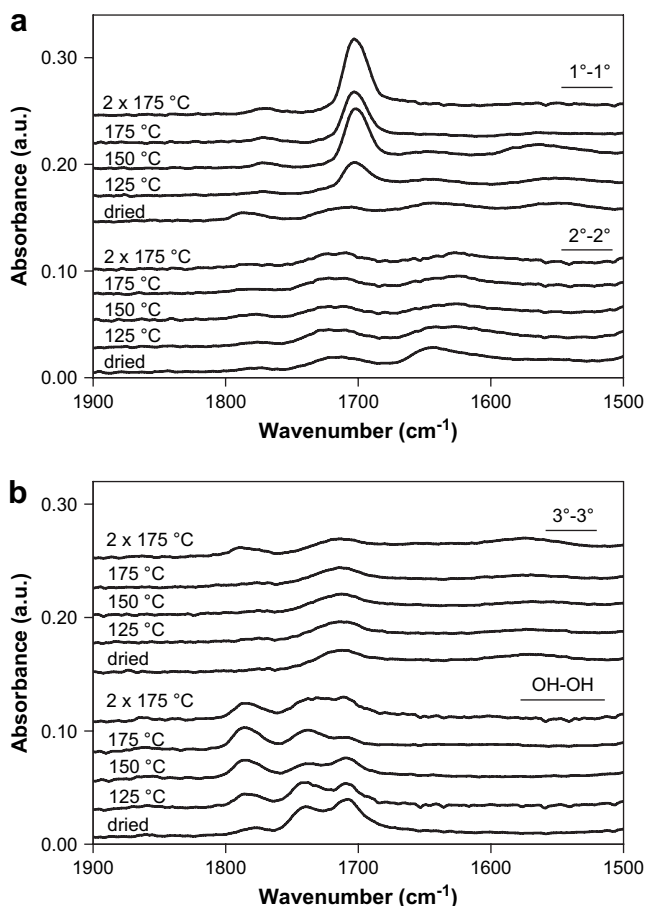 a
0.30
1°-1°
2 x 175 °C
175 °C
0.20
150 °C
125 °C
dried
2°-2°
2 x 175 °C
0.10
175 °C
150 °C
125 °C
dried
0.00
Absorbance (a.u.)
1900 1800 1700 1600 1500
Wavenumber (cm-1)
b
0.30
3°-3°
2 x 175 °C
175 °C
0.20
150 °C
125 °C
dried
OH-OH
2 x 175 °C
0.10
175 °C
150 °C
125 °C
dried
0.00
Absorbance (a.u.)
1900 1800 1700 1600 1500
Wavenumber (cm-1)